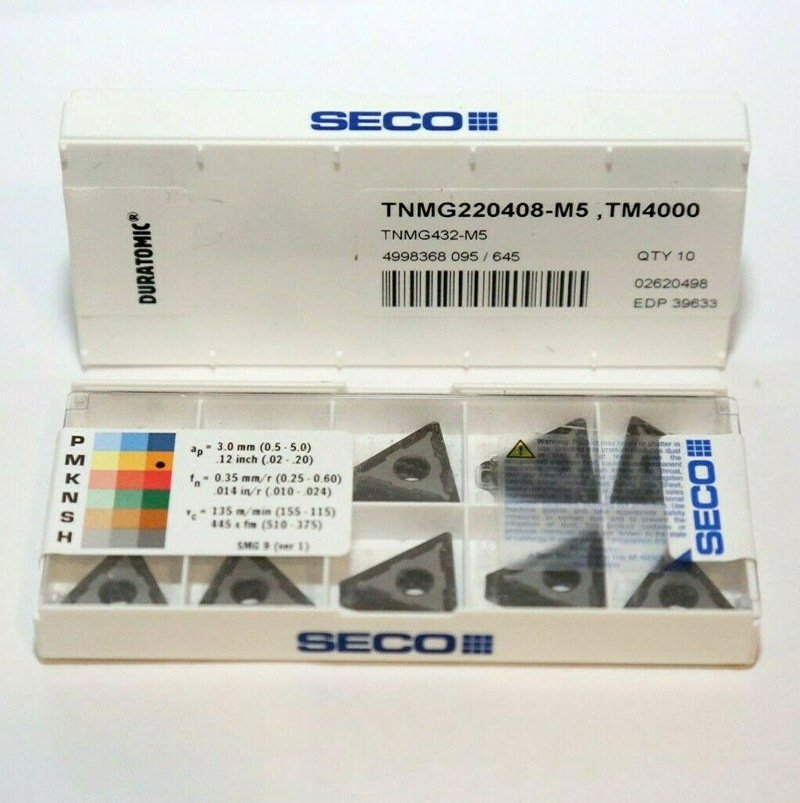 SECO
DURATOMIC®
TNMG220408-M5 ,TM4000
TNMG432-M5
4998368 095 / 645
QTY 10
02620498
EDP 39633
P
M
K
N
S
H
ap = 3.0 mm (0.5 - 5.0)
.12 inch (.02 - .20)
fn = 0.35 mm/r (0.25 - 0.60)
.014 in/r (.010 - .024)
vc = 135 m/min (155 - 115)
445 s fm (510 - 375)
SMG 9 (ver 1)
Warning:
SECO
SECO